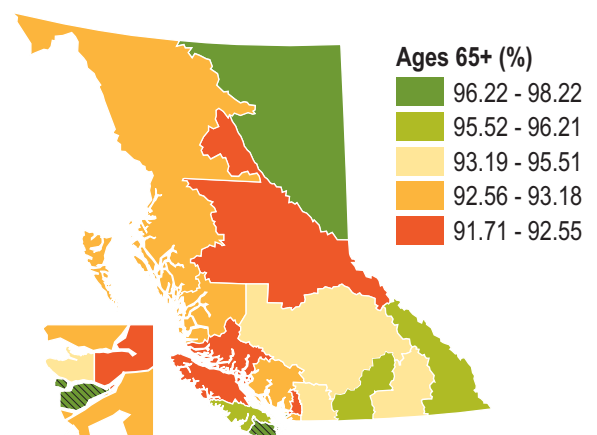 Ages 65+ (%)
96.22 - 98.22
95.52 - 96.21
93.19 - 95.51
92.56 - 93.18
91.71 - 92.55